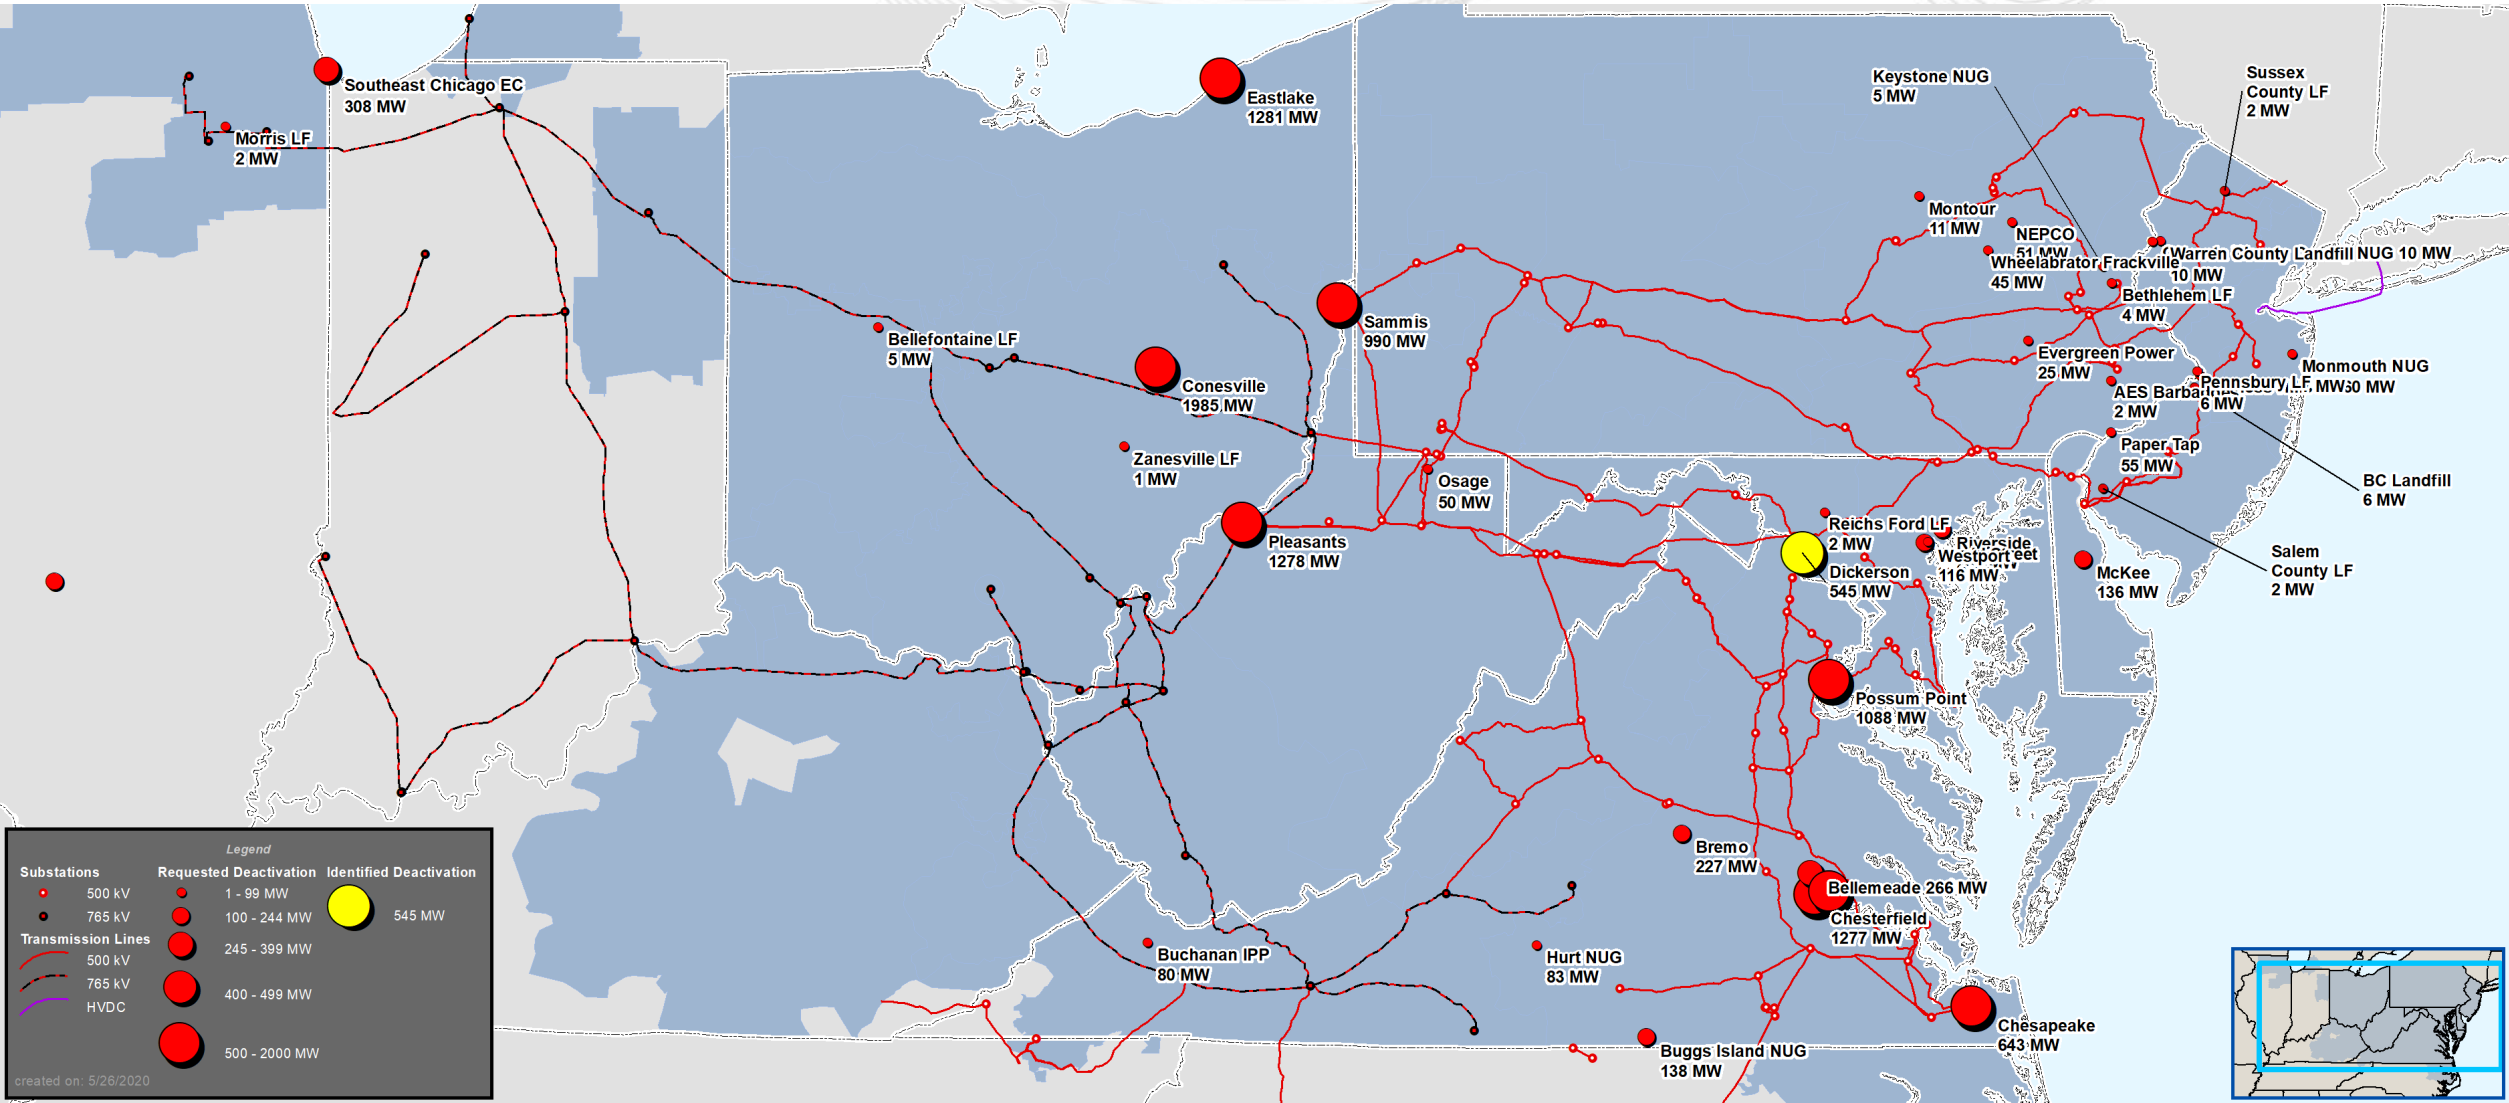 Southeast Chicago EC
308 MW
Morris LF
2 MW
Eastlake
1281 MW
Keystone NUG
5 MW
Sussex
County LF
2 MW
Montour
11 MW
NEPCO
51 MW
Wheelabrator Frackville
45 MW
Warren County Landfill NUG 10 MW
10 MW
Bethlehem LF
4 MW
Sammis
990 MW
Bellefontaine LF
5 MW
Conesville
1985 MW
Evergreen Power
25 MW
Monmouth NUG
Pennsbury LF
6 MW
AES
2 MW
Zanesville LF
1 MW
Paper Tap
55 MW
Osage
50 MW
BC Landfill
6 MW
Pleasants
1278 MW
Reichs Ford LF
2 MW
Riverside
Westport
116 MW
Dickerson
545 MW
McKee
136 MW
Salem
County LF
2 MW
Possum Point
1088 MW
Bremo
227 MW
Bellemeade 266 MW
Chesterfield
1277 MW
Buchanan IPP
80 MW
Hurt NUG
83 MW
Chesapeake
643 MW
Buggs Island NUG
138 MW
Legend
Substations
500 kV
765 kV
Transmission Lines
500 kV
765 kV
HVDC
Requested Deactivation
1 - 99 MW
100 - 244 MW
245 - 399 MW
400 - 499 MW
500 - 2000 MW
Identified Deactivation
545 MW
created on: 5/26/2020